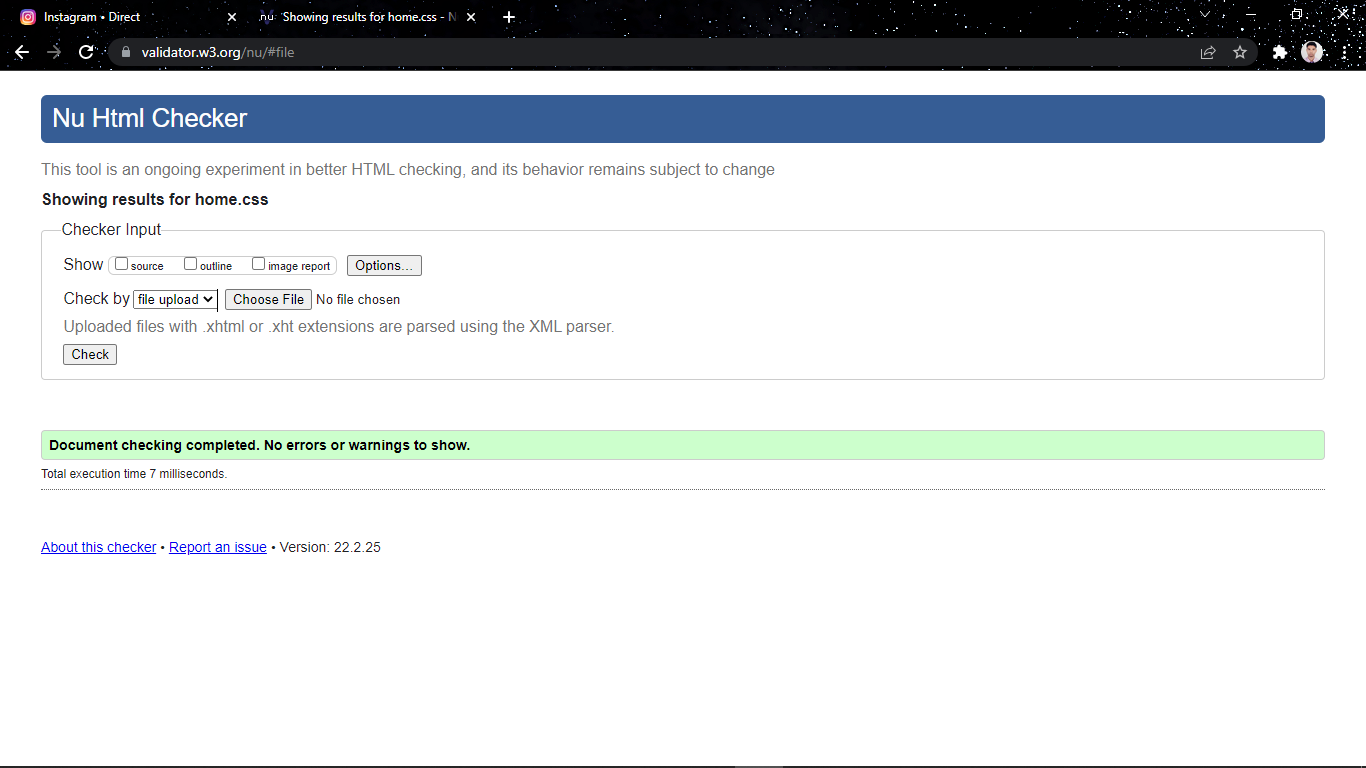 Instagram • Direct
nu Showing results for home.css - N
validator.w3.org/nu/#file
Nu Html Checker
This tool is an ongoing experiment in better HTML checking, and its behavior remains subject to change
Showing results for home.css
Checker Input
Show source outline image report Options...
Check by file upload Choose File No file chosen
Uploaded files with .xhtml or .xht extensions are parsed using the XML parser.
Check
Document checking completed. No errors or warnings to show.
Total execution time 7 milliseconds.
About this checker • Report an issue • Version: 22.2.25